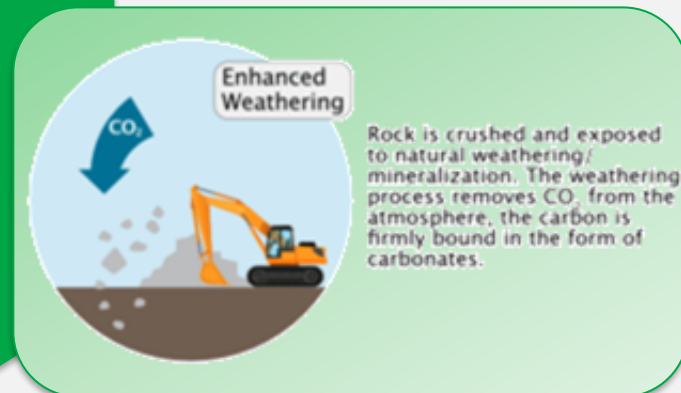 Enhanced
Weathering
CO₂
Rock is crushed and exposed
to natural weathering/
mineralization. The weathering
process removes CO₂ from the
atmosphere, the carbon is
firmly bound in the form of
carbonates.